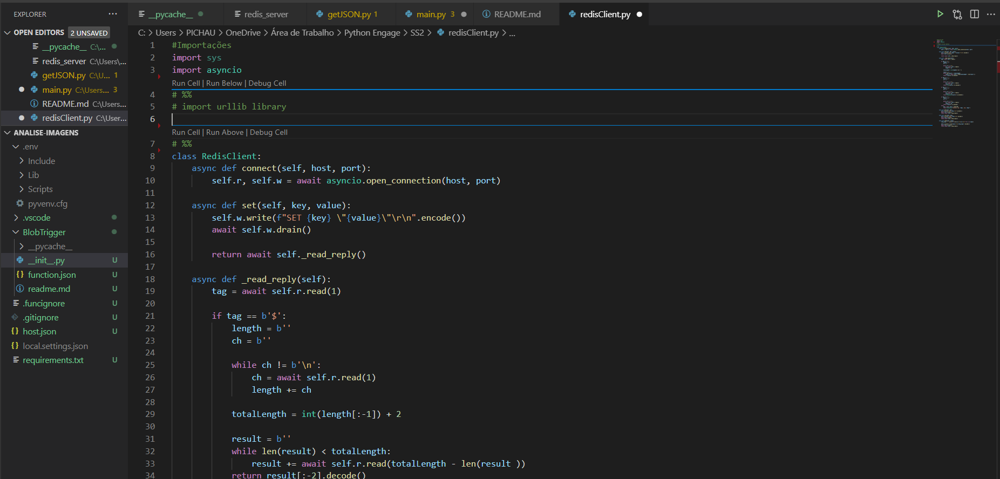 EXPLORER
OPEN EDITORS 2 UNSAVED
__pycache__ C:\...
redis_server C:\Users\...
getJSON.py C:\U... 1
main.py C:\Users... 3
README.md C:\Users...
redisClient.py C:\User...
ANALISE-IMAGENS
.env
Include
Lib
Scripts
pyvenv.cfg
.vscode
BlobTrigger
__pycache__
__init__.py U
function.json U
readme.md U
.funcignore U
.gitignore U
host.json U
local.settings.json
requirements.txt U
__pycache__ redis_server getJSON.py 1 main.py 3 README.md redisClient.py
C: > Users > PICHAU > OneDrive > Área de Trabalho > Python Engage > SS2 > redisClient.py > ...
1 #Importações
2 import sys
3 import asyncio
Run Cell | Run Below | Debug Cell
4 # %%
5 # import urllib library
6
Run Cell | Run Above | Debug Cell
7 # %%
8 class RedisClient:
9 async def connect(self, host, port):
10 self.r, self.w = await asyncio.open_connection(host, port)
11
12 async def set(self, key, value):
13 self.w.write(f"SET {key} \"{value}\"\r\n".encode())
14 await self.w.drain()
15
16 return await self._read_reply()
17
18 async def _read_reply(self):
19 tag = await self.r.read(1)
20
21 if tag == b'$':
22 length = b''
23 ch = b''
24
25 while ch != b'\n':
26 ch = await self.r.read(1)
27 length += ch
28
29 totalLength = int(length[:-1]) + 2
30
31 result = b''
32 while len(result) < totalLength:
33 result += await self.r.read(totalLength - len(result ))
34 return result[:-2].decode()